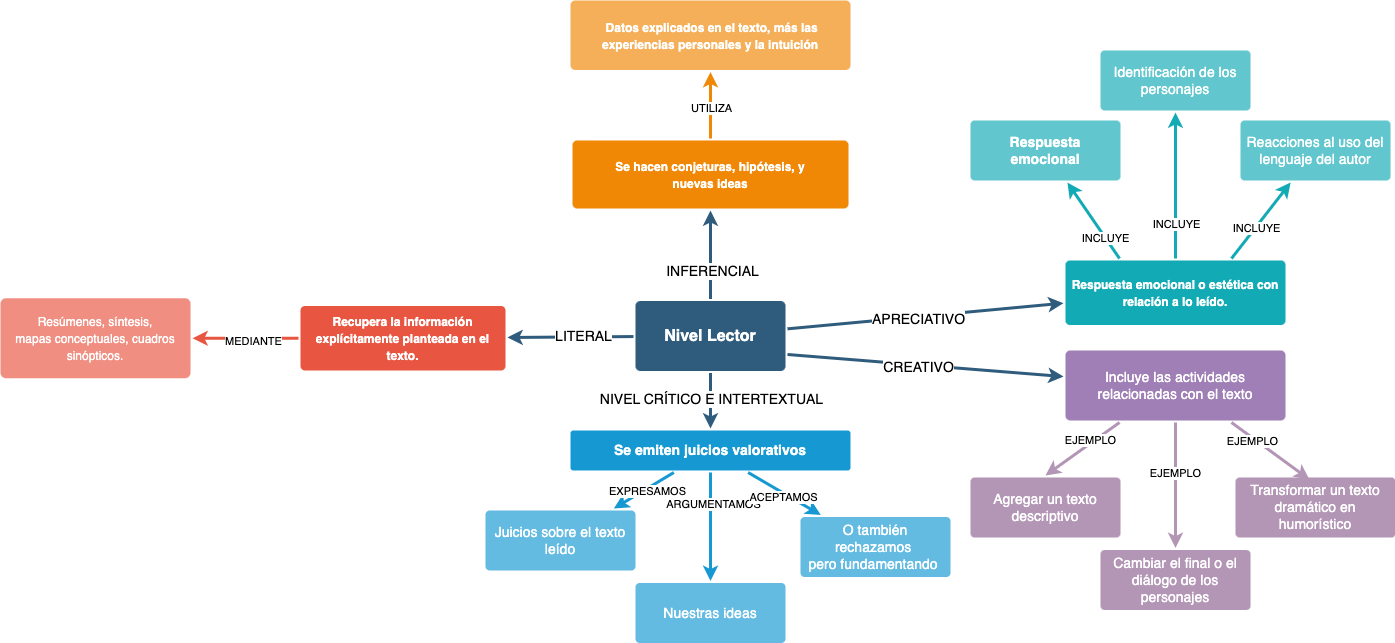 Datos explicados en el texto, más las
experiencias personales y la intuición
UTILIZA
Se hacen conjeturas, hipótesis, y
nuevas ideas
INFERENCIAL
Identificación de los
personajes
Respuesta
emocional
Reacciones al uso del
lenguaje del autor
INCLUYE
INCLUYE
INCLUYE
Respuesta emocional o estética con
relación a lo leído.
APRECIATIVO
Nivel Lector
LITERAL
Recupera la información
explícitamente planteada en el
texto.
MEDIANTE
Resúmenes, síntesis,
mapas conceptuales, cuadros
sinópticos.
CREATIVO
Incluye las actividades
relacionadas con el texto
EJEMPLO
EJEMPLO
EJEMPLO
Agregar un texto
descriptivo
Cambiar el final o el
diálogo de los
personajes
Transformar un texto
dramático en
humorístico
NIVEL CRÍTICO E INTERTEXTUAL
Se emiten juicios valorativos
EXPRESAMOS
ARGUMENTAMOS
ACEPTAMOS
Juicios sobre el texto
leído
Nuestras ideas
O también
rechazamos
pero fundamentando